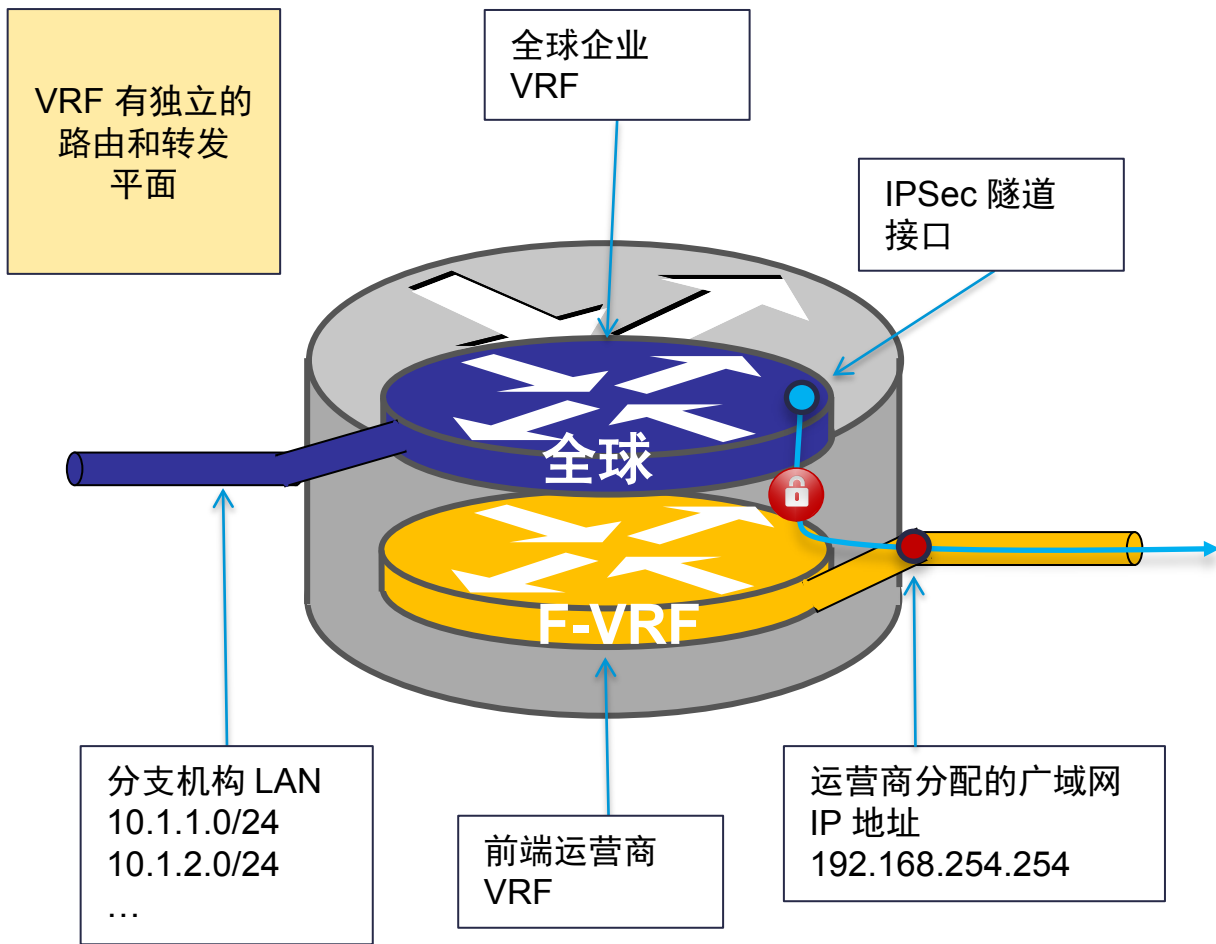 VRF 有独立的
路由和转发
平面
全球企业
VRF
IPSec 隧道
接口
全球
F-VRF
分支机构 LAN
10.1.1.0/24
10.1.2.0/24
…
前端运营商
VRF
运营商分配的广域网
IP 地址
192.168.254.254